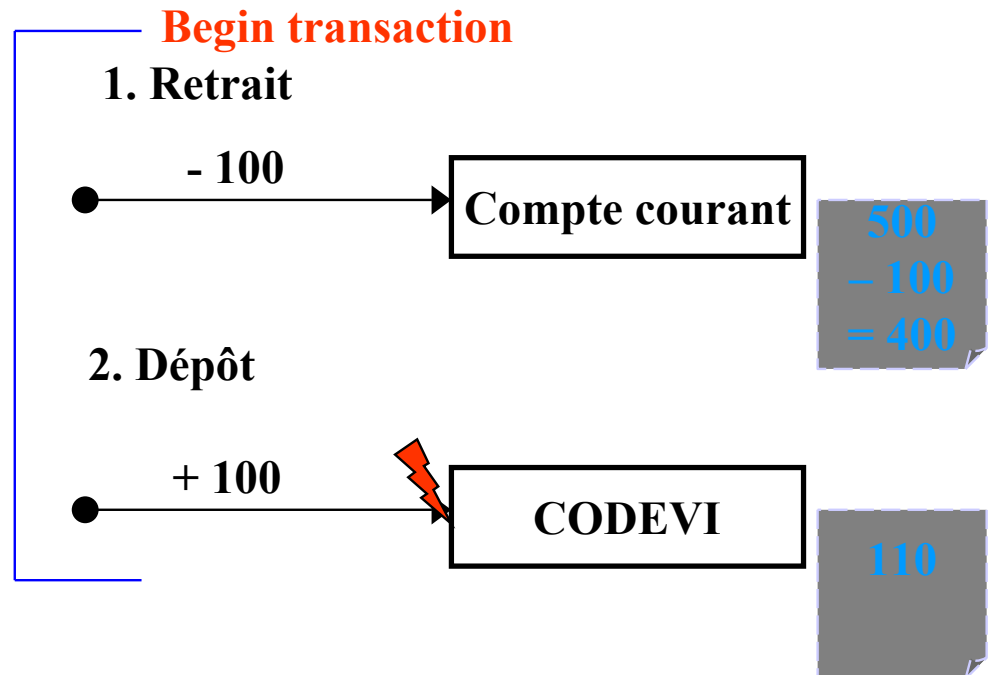 Begin transaction
1. Retrait
- 100
Compte courant
500
– 100
= 400
2. Dépôt
+ 100
CODEVI
110